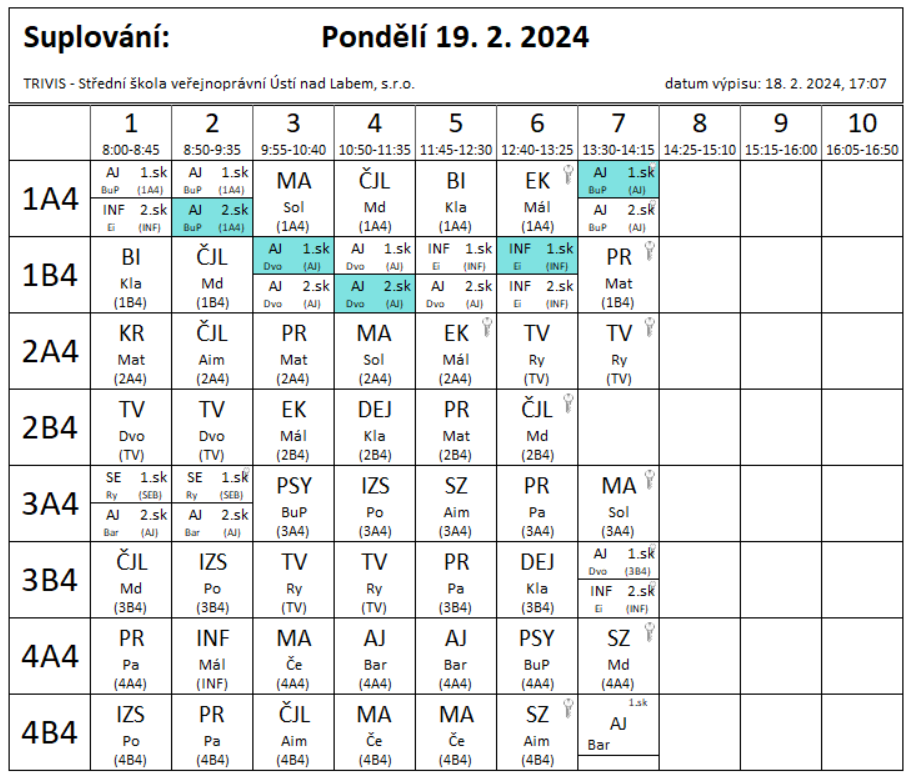 Suplování: Pondělí 19. 2. 2024
TRIVIS - Střední škola veřejnoprávní Ústí nad Labem, s.r.o. datum výpisu: 18. 2. 2024, 17:07
1 2 3 4 5 6 7 8 9 10
8:00-8:45 8:50-9:35 9:55-10:40 10:50-11:35 11:45-12:30 12:40-13:25 13:30-14:15 14:25-15:10 15:15-16:00 16:05-16:50
1A4
AJ 1.sk
BuP (1A4)
INF 2.sk
Ei (INF)
AJ 1.sk
BuP (1A4)
AJ 2.sk
BuP (1A4)
MA
Sol
(1A4)
ČJL
Md
(1A4)
BI
Kla
(1A4)
EK
Mál
(1A4)
AJ 1.sk
BuP (AJ)
AJ 2.sk
BuP (AJ)
1B4
BI
Kla
(1B4)
ČJL
Md
(1B4)
AJ 1.sk
Dvo (AJ)
AJ 2.sk
Dvo (AJ)
AJ 1.sk
Dvo (AJ)
AJ 2.sk
Dvo (AJ)
INF 1.sk
Ei (INF)
AJ 2.sk
Dvo (AJ)
INF 1.sk
Ei (INF)
INF 2.sk
Ei (INF)
PR
Mat
(1B4)
2A4
KR
Mat
(2A4)
ČJL
Aim
(2A4)
PR
Mat
(2A4)
MA
Sol
(2A4)
EK
Mál
(2A4)
TV
Ry
(TV)
TV
Ry
(TV)
2B4
TV
Dvo
(TV)
TV
Dvo
(TV)
EK
Mál
(2B4)
DEJ
Kla
(2B4)
PR
Mat
(2B4)
ČJL
Md
(2B4)
3A4
SE 1.sk
Ry (SEB)
AJ 2.sk
Bar (AJ)
SE 1.sk
Ry (SEB)
AJ 2.sk
Bar (AJ)
PSY
BuP
(3A4)
IZS
Po
(3A4)
SZ
Aim
(3A4)
PR
Pa
(3A4)
MA
Sol
(3A4)
3B4
ČJL
Md
(3B4)
IZS
Po
(3B4)
TV
Ry
(TV)
TV
Ry
(TV)
PR
Pa
(3B4)
DEJ
Kla
(3B4)
AJ 1.sk
Dvo (3B4)
INF 2.sk
Ei (INF)
4A4
PR
Pa
(4A4)
INF
Mál
(INF)
MA
Če
(4A4)
AJ
Bar
(4A4)
AJ
Bar
(4A4)
PSY
BuP
(4A4)
SZ
Md
(4A4)
4B4
IZS
Po
(4B4)
PR
Pa
(4B4)
ČJL
Aim
(4B4)
MA
Če
(4B4)
MA
Če
(4B4)
SZ
Aim
(4B4)
1.sk
AJ
Bar